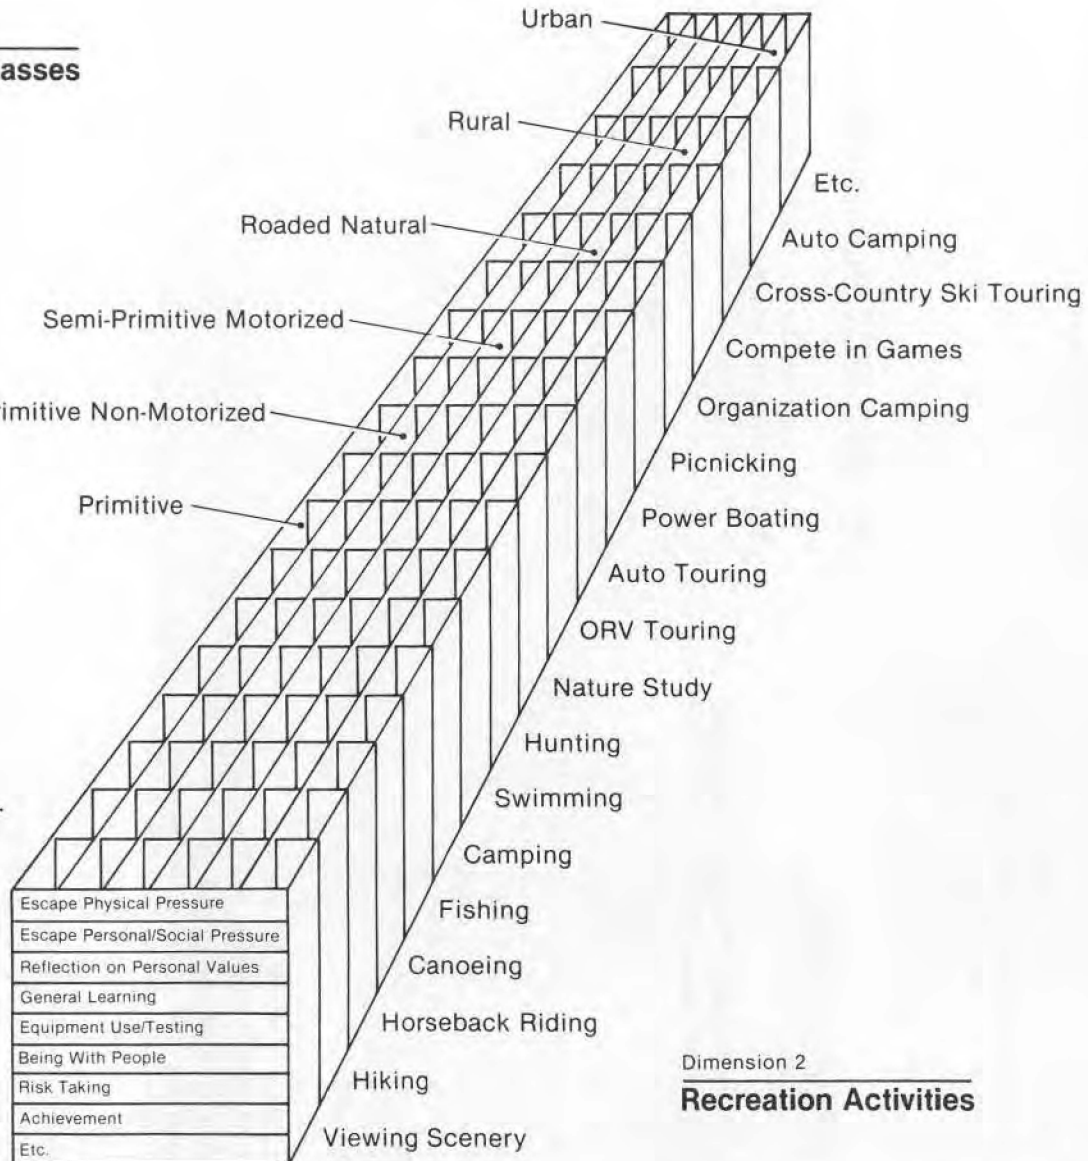 asses
Urban
Rural
Roaded Natural
Semi-Primitive Motorized
rimitive Non-Motorized
Primitive
Etc.
Auto Camping
Cross-Country Ski Touring
Compete in Games
Organization Camping
Picnicking
Power Boating
Auto Touring
ORV Touring
Nature Study
Hunting
Swimming
Camping
Fishing
Canoeing
Horseback Riding
Hiking
Viewing Scenery
Escape Physical Pressure
Escape Personal/Social Pressure
Reflection on Personal Values
General Learning
Equipment Use/Testing
Being With People
Risk Taking
Achievement
Etc.
Dimension 2
Recreation Activities